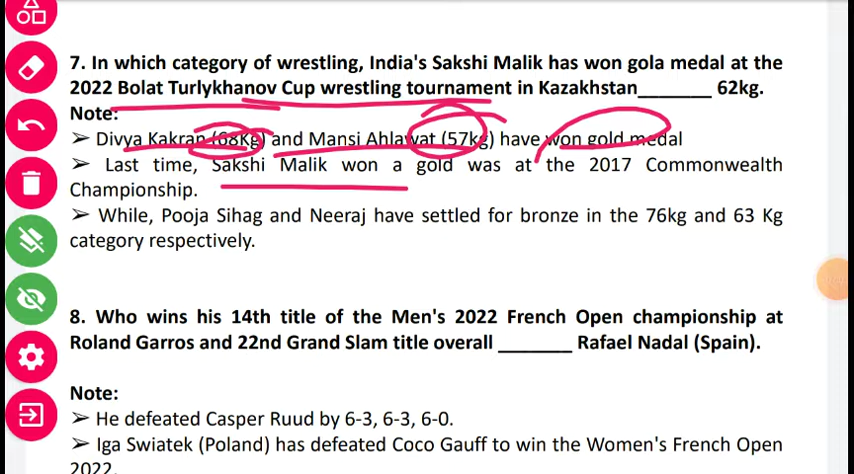 7. In which category of wrestling, India's Sakshi Malik has won gola medal at the
2022 Bolat Turlykhanov Cup wrestling tournament in Kazakhstan________ 62kg.
Note:
➢ Divya Kakran (68Kg) and Mansi Ahlawat (57kg) have won gold medal
➢ Last time, Sakshi Malik won a gold was at the 2017 Commonwealth
Championship.
➢ While, Pooja Sihag and Neeraj have settled for bronze in the 76kg and 63 Kg
category respectively.
8. Who wins his 14th title of the Men's 2022 French Open championship at
Roland Garros and 22nd Grand Slam title overall ________ Rafael Nadal (Spain).
Note:
➢ He defeated Casper Ruud by 6-3, 6-3, 6-0.
➢ Iga Swiatek (Poland) has defeated Coco Gauff to win the Women's French Open
2022.